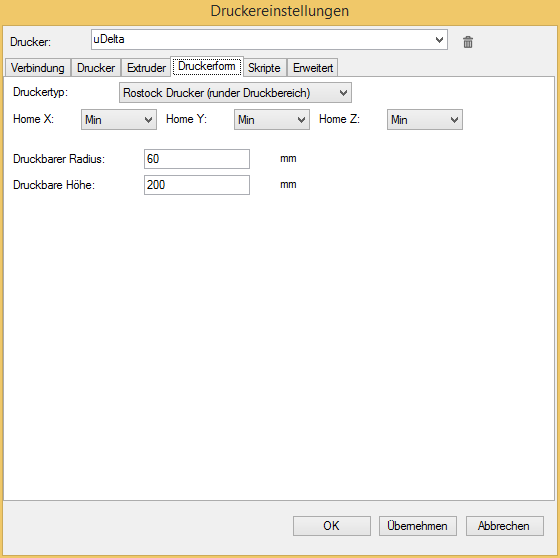 Druckereinstellungen
Drucker: uDelta
Verbindung Drucker Extruder Druckerform Skripte Erweitert
Druckertyp: Rostock Drucker (runder Druckbereich)
Home X: Min Home Y: Min Home Z: Min
Druckbarer Radius: 60 mm
Druckbare Höhe: 200 mm
OK Übernehmen Abbrechen